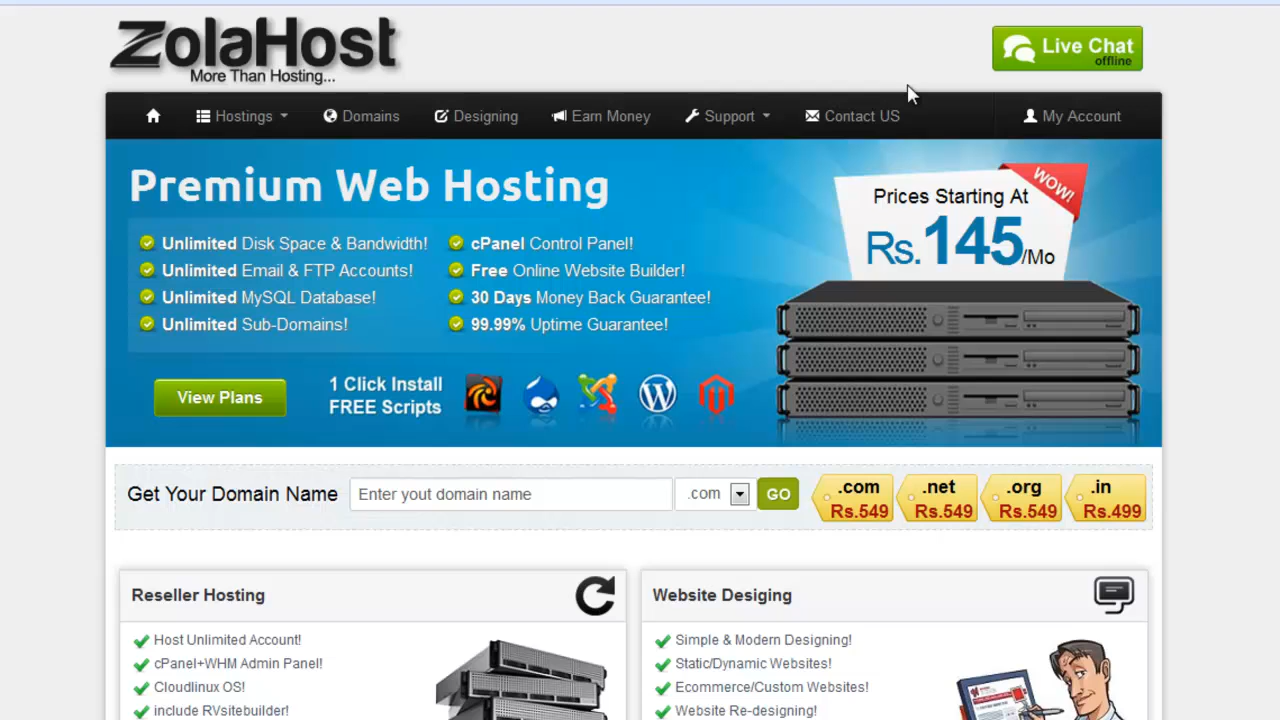 ZolaHost
More Than Hosting...
Live Chat
offline
Hostings
Domains
Designing
Earn Money
Support
Contact US
My Account
Premium Web Hosting
Unlimited Disk Space & Bandwidth!
Unlimited Email & FTP Accounts!
Unlimited MySQL Database!
Unlimited Sub-Domains!
cPanel Control Panel!
Free Online Website Builder!
30 Days Money Back Guarantee!
99.99% Uptime Guarantee!
WOW!
Prices Starting At
Rs.145/Mo
View Plans
1 Click Install
FREE Scripts
Get Your Domain Name
Enter yout domain name
.com
GO
.com
Rs.549
.net
Rs.549
.org
Rs.549
.in
Rs.499
Reseller Hosting
Host Unlimited Account!
cPanel+WHM Admin Panel!
Cloudlinux OS!
include RVsitebuilder!
Website Desiging
Simple & Modern Designing!
Static/Dynamic Websites!
Ecommerce/Custom Websites!
Website Re-designing!